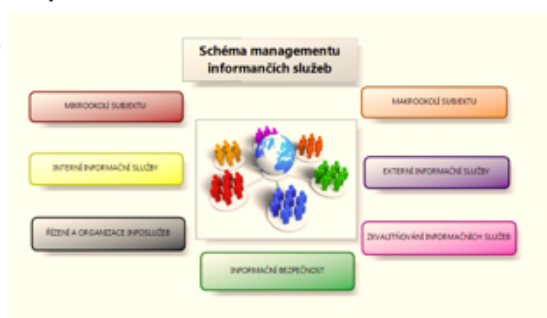 Schéma managementu
informančích služeb
MIKROOKOLÍ SUBJEKTU
MAKROOKOLÍ SUBJEKTU
INTERNÍ INFORMAČNÍ SLUŽBY
EXTERNÍ INFORMAČNÍ SLUŽBY
ŘÍZENÍ A ORGANIZACE INFOSLUŽEB
ZKVALITŇOVÁNÍ INFORMAČNÍCH SLUŽEB
INFORMAČNÍ BEZPEČNOST